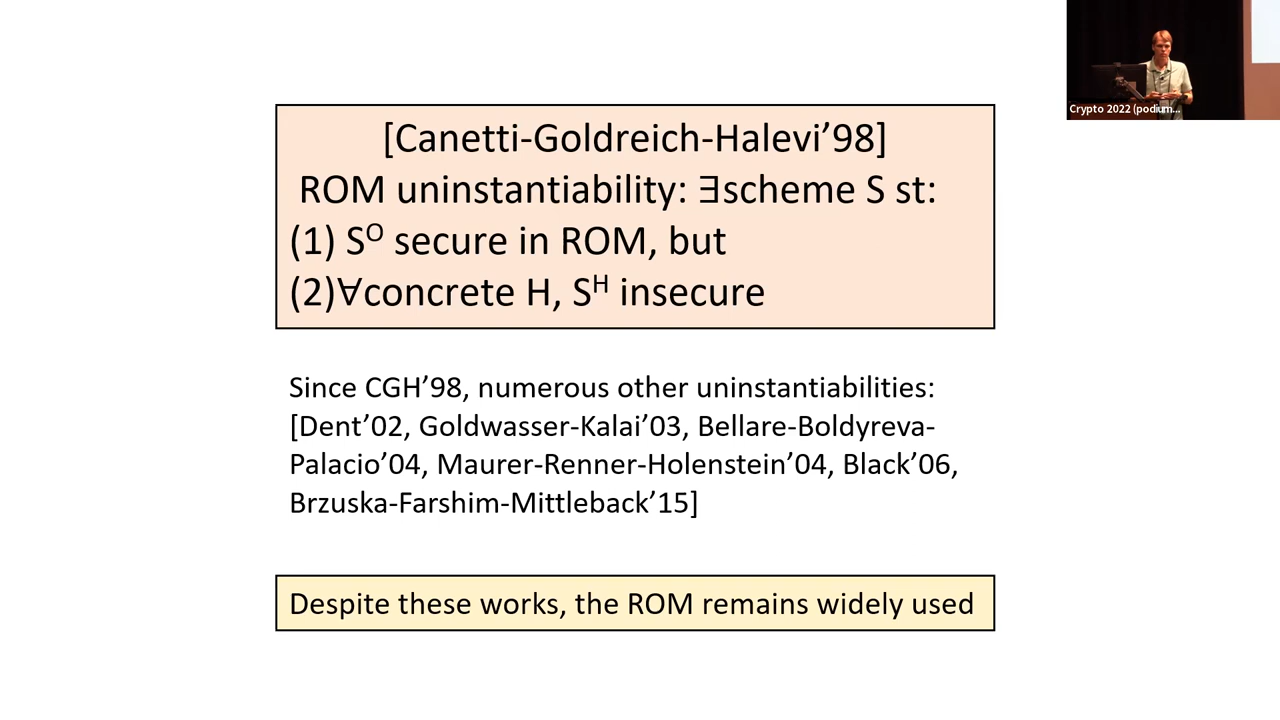 [Canetti-Goldreich-Halevi’98]
ROM uninstantiability: ∃scheme S st:
(1) Sᴼ secure in ROM, but
(2)∀concrete H, Sᴴ insecure
Since CGH’98, numerous other uninstantiabilities:
[Dent’02, Goldwasser-Kalai’03, Bellare-Boldyreva-
Palacio’04, Maurer-Renner-Holenstein’04, Black’06,
Brzuska-Farshim-Mittleback’15]
Despite these works, the ROM remains widely used
Crypto 2022 (podium...